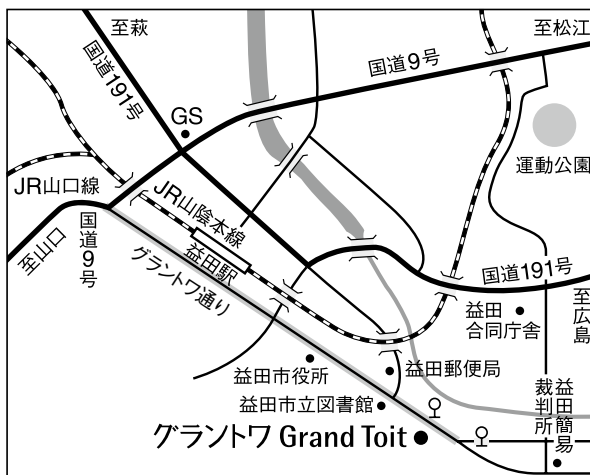 至萩
至松江
国道191号
国道9号
GS
運動公園
JR山口線
JR山陰本線
国道9号
至山口
益田駅
グラントワ通り
国道191号
至広島
益田
合同庁舎
益田市役所
益田郵便局
益田市立図書館
益田簡易
裁判所
グラントワ Grand Toit